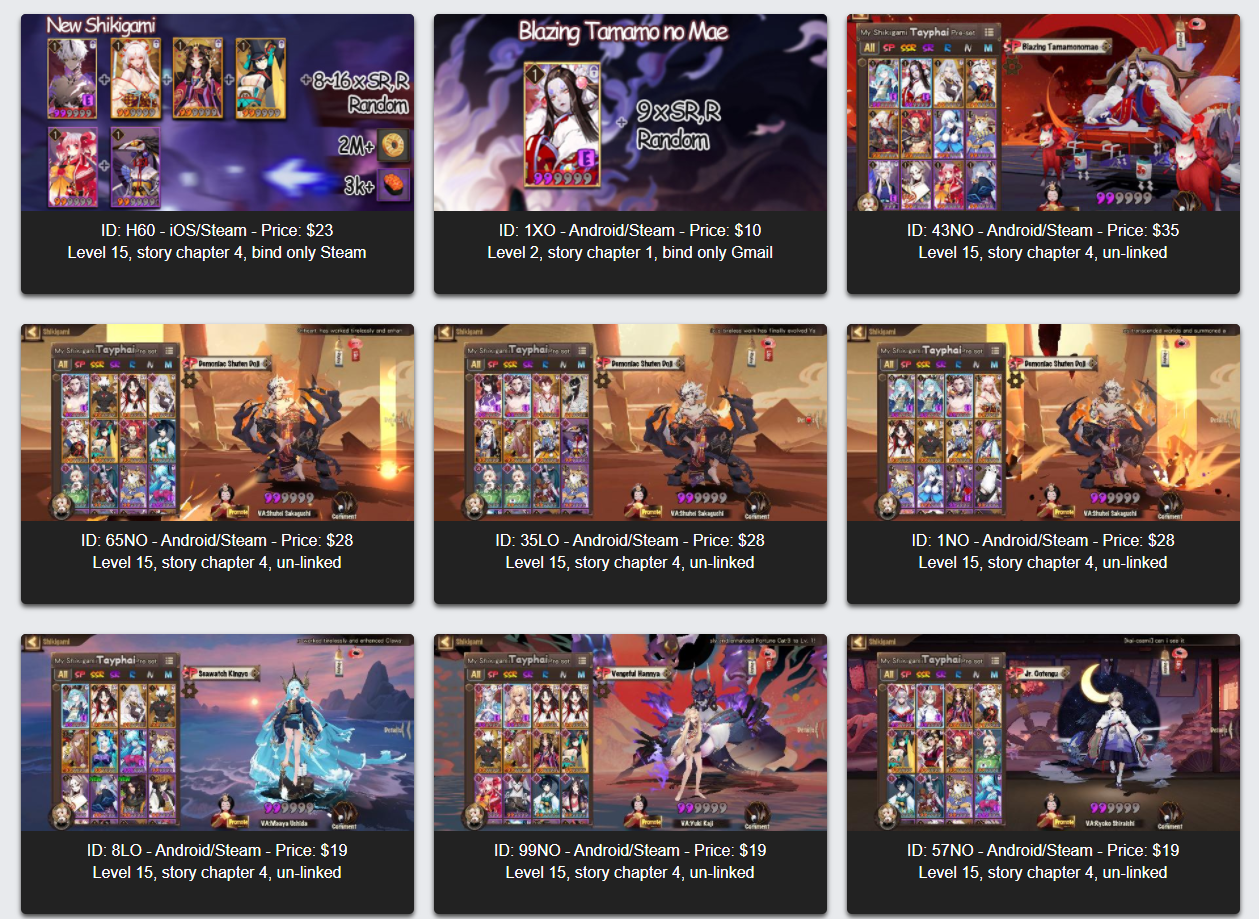 New Shikigami
8~16xSR,R
Random
2M+
3k+
ID: H60 - iOS/Steam - Price: $23
Level 15, story chapter 4, bind only Steam
Blazing Tamamo no Mae
9xSR,R
Random
999999
ID: 1XO - Android/Steam - Price: $10
Level 2, story chapter 1, bind only Gmail
My Shikigami Tayphai Pre-set
All SP SSR SR R N M
Blazing Tamamonomae
999999
ID: 43NO - Android/Steam - Price: $35
Level 15, story chapter 4, un-linked
Shikigami
My Shikigami Tayphai Pre-set
All SP SSR SR R N M
Demoniac Shuten Doji
999999
Promote
VA:Shuhei Sakaguchi
Comment
ID: 65NO - Android/Steam - Price: $28
Level 15, story chapter 4, un-linked
Shikigami
My Shikigami Tayphai Pre-set
All SP SSR SR R N M
Demoniac Shuten Doji
999999
Promote
VA:Shuhei Sakaguchi
Comment
ID: 35LO - Android/Steam - Price: $28
Level 15, story chapter 4, un-linked
Shikigami
My Shikigami Tayphai Pre-set
All SP SSR SR R N M
Demoniac Shuten Doji
999999
Promote
VA:Shuhei Sakaguchi
Comment
ID: 1NO - Android/Steam - Price: $28
Level 15, story chapter 4, un-linked
Shikigami
My Shikigami Tayphai Pre-set
All SP SSR SR R N M
Seawatch Kingyo
Details
999999
Promote
VA:Maaya Uchida
Comment
ID: 8LO - Android/Steam - Price: $19
Level 15, story chapter 4, un-linked
Shikigami
My Shikigami Tayphai Pre-set
All SP SSR SR R N M
Vengeful Hannya
Details
999999
Promote
VA:Yuki Kaji
Comment
ID: 99NO - Android/Steam - Price: $19
Level 15, story chapter 4, un-linked
Shikigami
My Shikigami Tayphai Pre-set
All SP SSR SR R N M
Jr. Ootengu
Details
999999
Promote
VA:Ryoko Shiraishi
Comment
ID: 57NO - Android/Steam - Price: $19
Level 15, story chapter 4, un-linked